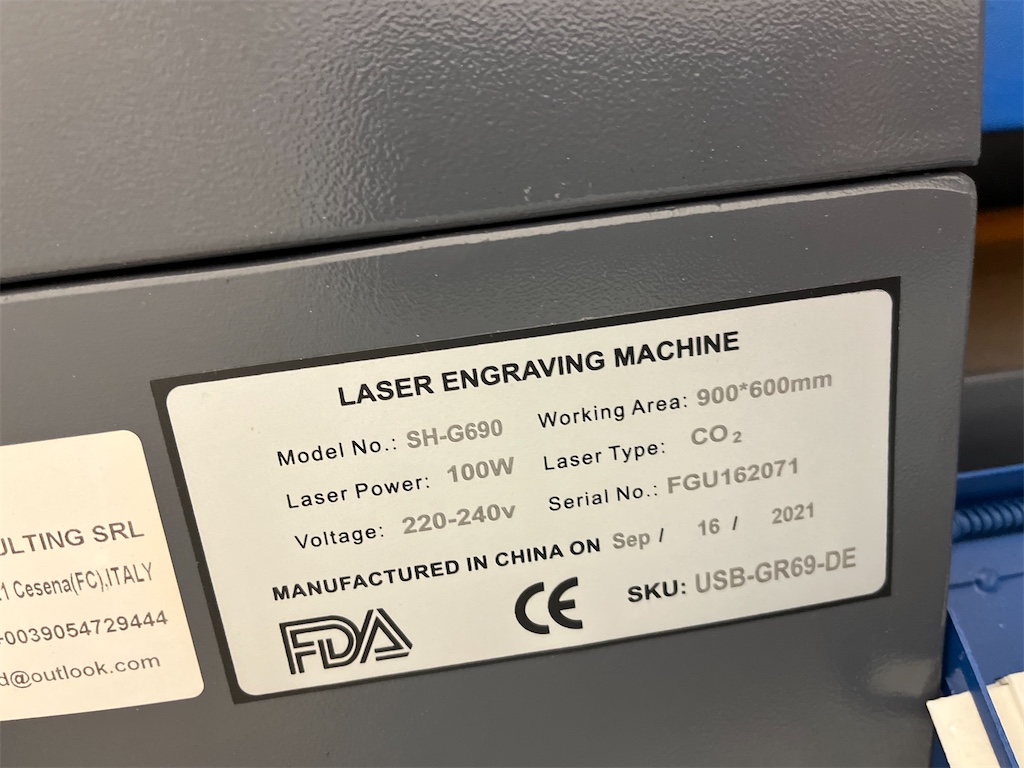 LASER ENGRAVING MACHINE
Model No.: SH-G690 Working Area: 900*600mm
Laser Power: 100W Laser Type: CO₂
Voltage: 220-240v Serial No.: FGU162071
MANUFACTURED IN CHINA ON Sep / 16 / 2021
FDA CE SKU: USB-GR69-DE
ULTING SRL
1 Cesena(FC),ITALY
0039054729444
d@outlook.com